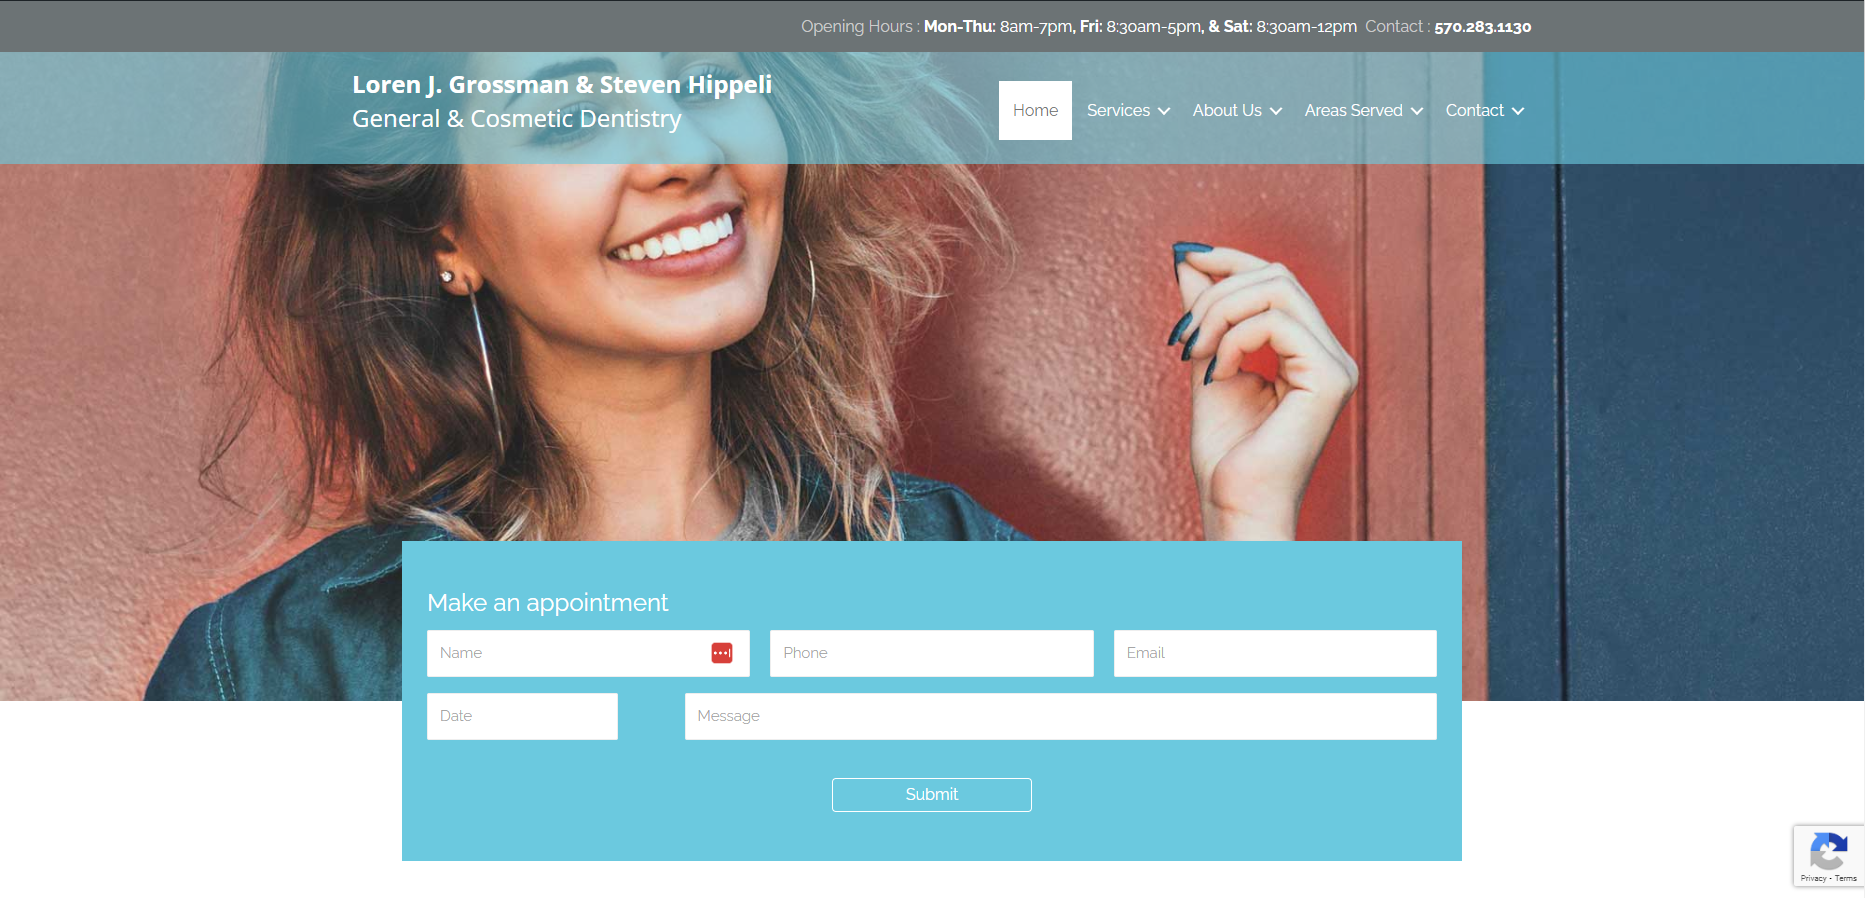 Opening Hours : Mon-Thu: 8am-7pm, Fri: 8:30am-5pm, & Sat: 8:30am-12pm Contact : 570.283.1130
Loren J. Grossman & Steven Hippeli
General & Cosmetic Dentistry
Home Services About Us Areas Served Contact
Make an appointment
Name Phone Email
Date Message
Submit
Privacy - Terms